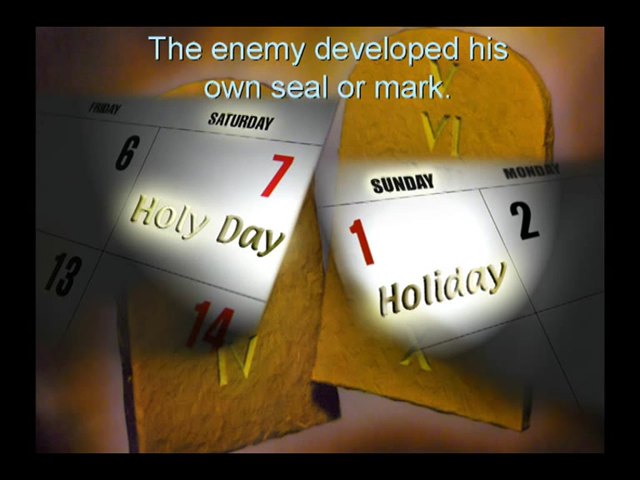 The enemy developed his
own seal or mark.
FRIDAY SATURDAY
6 7
Holy Day
13 14
SUNDAY MONDAY
1 2
Holiday
V
VI
IV
X